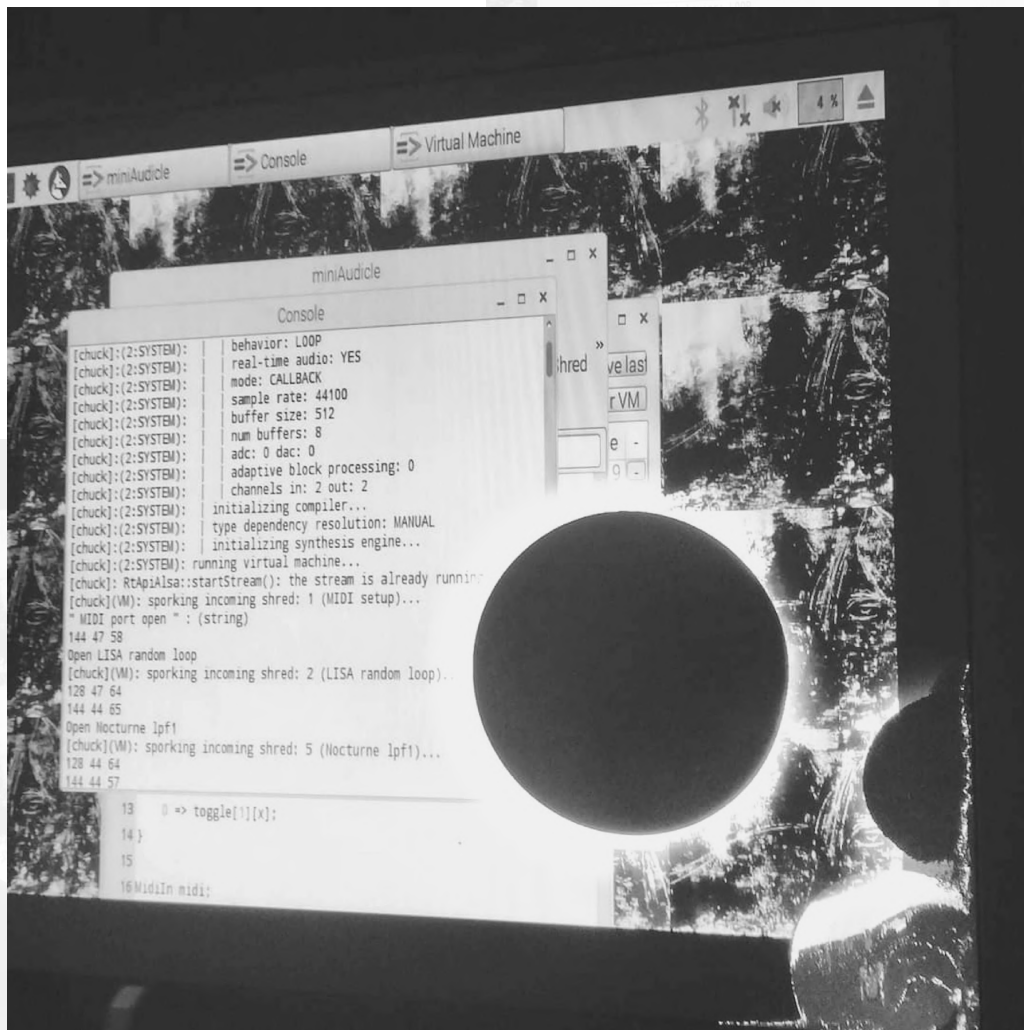 miniAudicle
Console
Virtual Machine
4 %
miniAudicle
Console
[chuck]:(2:SYSTEM): | | behavior: LOOP
[chuck]:(2:SYSTEM): | | real-time audio: YES
[chuck]:(2:SYSTEM): | | mode: CALLBACK
[chuck]:(2:SYSTEM): | | sample rate: 44100
[chuck]:(2:SYSTEM): | | buffer size: 512
[chuck]:(2:SYSTEM): | | num buffers: 8
[chuck]:(2:SYSTEM): | | adc: 0 dac: 0
[chuck]:(2:SYSTEM): | | adaptive block processing: 0
[chuck]:(2:SYSTEM): | | channels in: 2 out: 2
[chuck]:(2:SYSTEM): | initializing compiler...
[chuck]:(2:SYSTEM): | type dependency resolution: MANUAL
[chuck]:(2:SYSTEM): | initializing synthesis engine...
[chuck]:(2:SYSTEM): running virtual machine...
[chuck]: RtApiAlsa::startStream(): the stream is already running
[chuck](VM): sporking incoming shred: 1 (MIDI setup)...
" MIDI port open " : (string)
144 47 58
Open LISA random loop
[chuck](VM): sporking incoming shred: 2 (LISA random loop)..
128 47 64
144 44 65
Open Nocturne lpf1
[chuck](VM): sporking incoming shred: 5 (Nocturne lpf1)...
128 44 64
144 44 57
hred
»
ve last
r VM
e -
9 -
13 0 => toggle[1][x];
14 }
15
16 MidiIn midi;